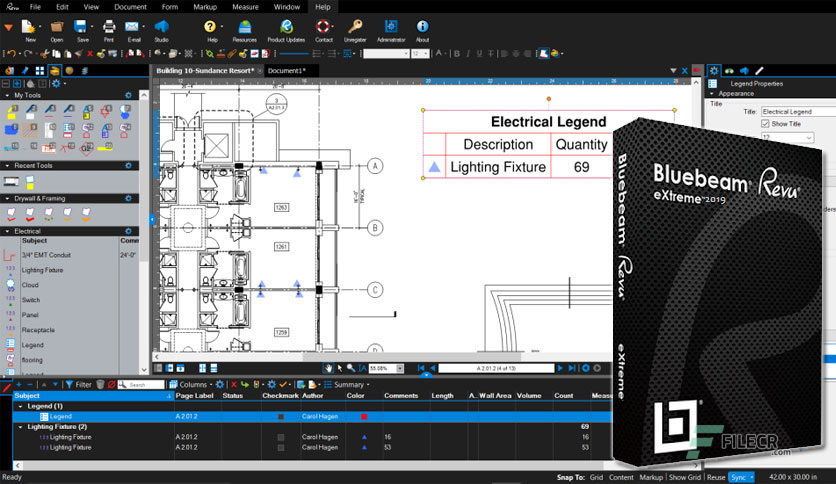 Revu File Edit View Document Form Markup Measure Window Help
New Open Save Print E-mail Studio Help Resources Product Updates Contact Unregister Administrator About
Building 10-Sundance Resort* Document1*
My Tools
Recent Tools
Drywall & Framing
Electrical
Subject
3/4" EMT Conduit 24'-0"
Lighting Fixture
Cloud
Switch
Panel
Receptacle
Legend
flooring
3
A2.01.3
A
B
C
1263
1261
1259
TYPICAL
Electrical Legend
Description Quantity
Lighting Fixture 69
Legend Properties
Appearance
Title
Title: Electrical Legend
Show Title
12
Bluebeam® Revu®
eXtreme™2019
Bluebeam® Revu® eXtreme
FILECR
.com
55.08% A 2.01.2 (4 of 13)
Filter Search Columns Summary
Subject Page Label Status Checkmark Author Color Comments Length A.. Wall Area Volume Count Measu
Legend (1)
Legend A 2.01.2 Carol Hagen
Lighting Fixture (2) 69
Lighting Fixture A 2.01.2 Carol Hagen 16 16
Lighting Fixture A 2.01.2 Carol Hagen 53 53
Ready Snap To: Grid Content Markup Show Grid Reuse Sync 42.00 x 30.00 in